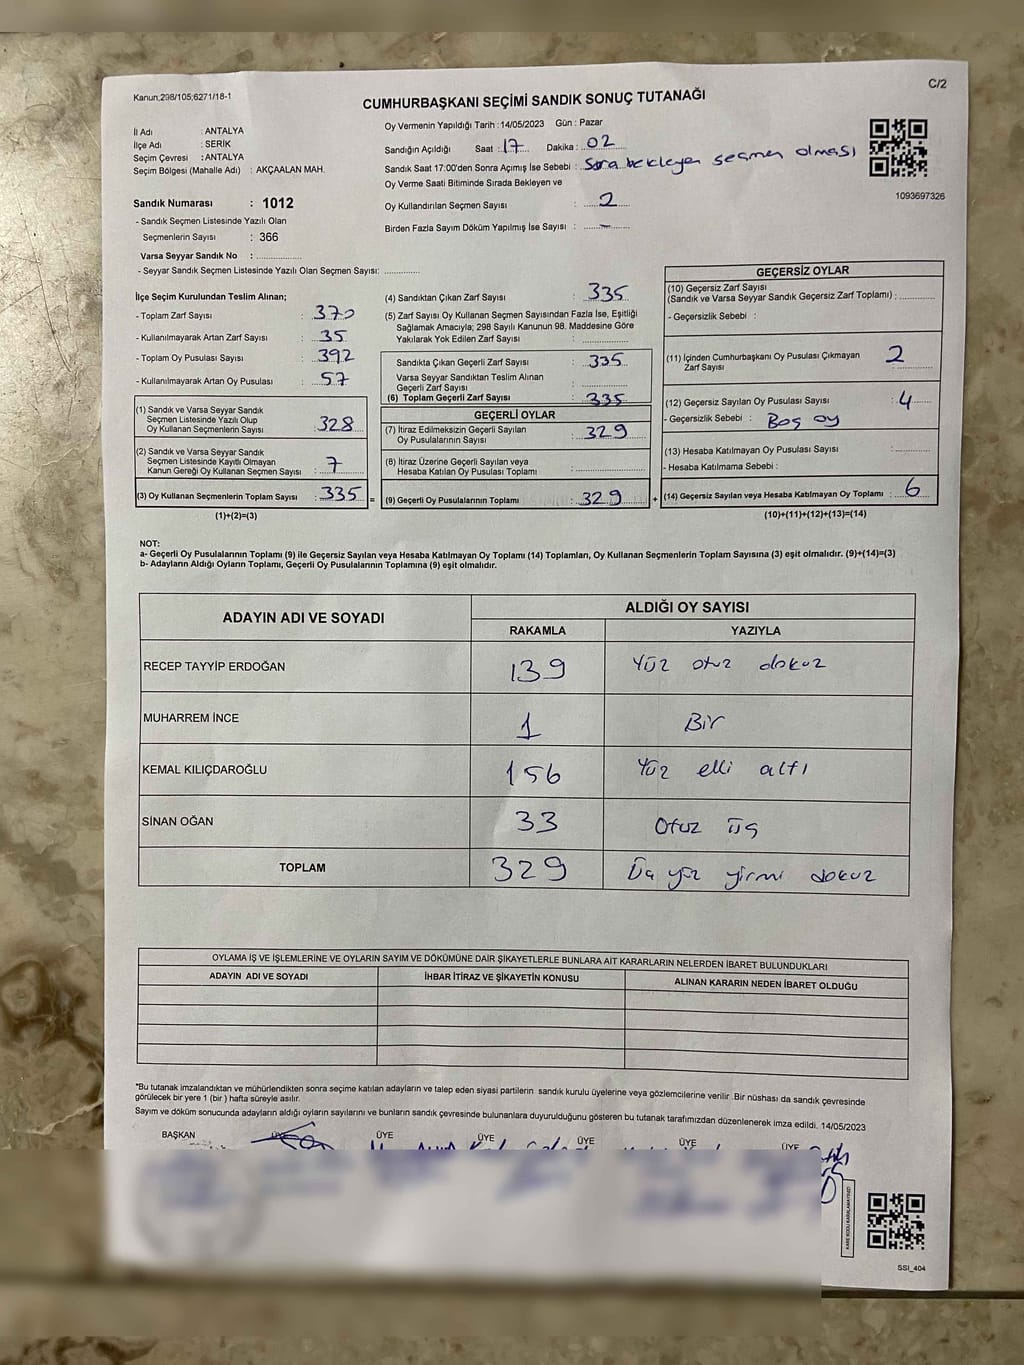 Kanun,298/105,6271/18-1
C/2
CUMHURBAŞKANI SEÇİMİ SANDIK SONUÇ TUTANAĞI
İl Adı : ANTALYA
İlçe Adı : SERİK
Seçim Çevresi : ANTALYA
Seçim Bölgesi (Mahalle Adı) : AKÇAALAN MAH.
Oy Vermenin Yapıldığı Tarih : 14/05/2023 Gün : Pazar
Sandığın Açıldığı Saat : 17 Dakika : 02
Sandık Saat 17:00'den Sonra Açımış İse Sebebi : Sıra bekleyen seçmen olması
Oy Verme Saati Bitiminde Sırada Bekleyen ve
Oy Kullandırılan Seçmen Sayısı : 2
Birden Fazla Sayım Döküm Yapılmış İse Sayısı : —
1093697326
Sandık Numarası : 1012
- Sandık Seçmen Listesinde Yazılı Olan
Seçmenlerin Sayısı : 366
Varsa Seyyar Sandık No :
- Seyyar Sandık Seçmen Listesinde Yazılı Olan Seçmen Sayısı:
İlçe Seçim Kurulundan Teslim Alınan;
- Toplam Zarf Sayısı : 370
- Kullanılmayarak Artan Zarf Sayısı : 35
- Toplam Oy Pusulası Sayısı : 392
- Kullanılmayarak Artan Oy Pusulası : 57
(1) Sandık ve Varsa Seyyar Sandık
Seçmen Listesinde Yazılı Olup
Oy Kullanan Seçmenlerin Sayısı : 328
(2) Sandık ve Varsa Seyyar Sandık
Seçmen Listesinde Kayıtlı Olmayan
Kanun Gereği Oy Kullanan Seçmen Sayısı : 7
(3) Oy Kullanan Seçmenlerin Toplam Sayısı : 335 =
(1)+(2)=(3)
(4) Sandıktan Çıkan Zarf Sayısı : 335
(5) Zarf Sayısı Oy Kullanan Seçmen Sayısından Fazla İse, Eşitliği
Sağlamak Amacıyla; 298 Sayılı Kanunun 98. Maddesine Göre
Yakılarak Yok Edilen Zarf Sayısı :
Sandıkta Çıkan Geçerli Zarf Sayısı : 335
Varsa Seyyar Sandıktan Teslim Alınan
Geçerli Zarf Sayısı :
(6) Toplam Geçerli Zarf Sayısı : 335
GEÇERLİ OYLAR
(7) İtiraz Edilmeksizin Geçerli Sayılan
Oy Pusulalarının Sayısı : 329
(8) İtiraz Üzerine Geçerli Sayılan veya
Hesaba Katılan Oy Pusulası Toplamı :
(9) Geçerli Oy Pusulalarının Toplamı : 329 +
GEÇERSİZ OYLAR
(10) Geçersiz Zarf Sayısı
(Sandık ve Varsa Seyyar Sandık Geçersiz Zarf Toplamı) :
- Geçersizlik Sebebi :
(11) İçinden Cumhurbaşkanı Oy Pusulası Çıkmayan
Zarf Sayısı : 2
(12) Geçersiz Sayılan Oy Pusulası Sayısı : 4
- Geçersizlik Sebebi : Boş oy
(13) Hesaba Katılmayan Oy Pusulası Sayısı :
- Hesaba Katılmama Sebebi :
(14) Geçersiz Sayılan veya Hesaba Katılmayan Oy Toplamı : 6
(10)+(11)+(12)+(13)=(14)
NOT:
a- Geçerli Oy Pusulalarının Toplamı (9) ile Geçersiz Sayılan veya Hesaba Katılmayan Oy Toplamı (14) Toplamları, Oy Kullanan Seçmenlerin Toplam Sayısına (3) eşit olmalıdır. (9)+(14)=(3)
b- Adayların Aldığı Oyların Toplamı, Geçerli Oy Pusulalarının Toplamına (9) eşit olmalıdır.
ADAYIN ADI VE SOYADI ALDIĞI OY SAYISI
RAKAMLA YAZIYLA
RECEP TAYYİP ERDOĞAN 139 Yüz otuz dokuz
MUHARREM İNCE 1 Bir
KEMAL KILIÇDAROĞLU 156 Yüz elli altı
SİNAN OĞAN 33 Otuz üç
TOPLAM 329 yüz yirmi dokuz
OYLAMA İŞ VE İŞLEMLERİNE VE OYLARIN SAYIM VE DÖKÜMÜNE DAİR ŞİKAYETLERLE BUNLARA AİT KARARLARIN NELERDEN İBARET BULUNDUKLARI
ADAYIN ADI VE SOYADI İHBAR İTİRAZ VE ŞİKAYETİN KONUSU ALINAN KARARIN NEDEN İBARET OLDUĞU
*Bu tutanak imzalandıktan ve mühürlendikten sonra seçime katılan adayların ve talep eden siyasi partilerin sandık kurulu üyelerine veya gözlemcilerine verilir. Bir nüshası da sandık çevresinde
görülecek bir yere 1 (bir ) hafta süreyle asılır.
Sayım ve döküm sonucunda adayların aldığı oyların sayılarını ve bunların sandık çevresinde bulunanlara duyurulduğunu gösteren bu tutanak tarafımızdan düzenlenerek imza edildi. 14/05/2023
BAŞKAN ÜYE ÜYE ÜYE ÜYE ÜYE
KARE KODU KARALAMAYINIZ!
SSI_404